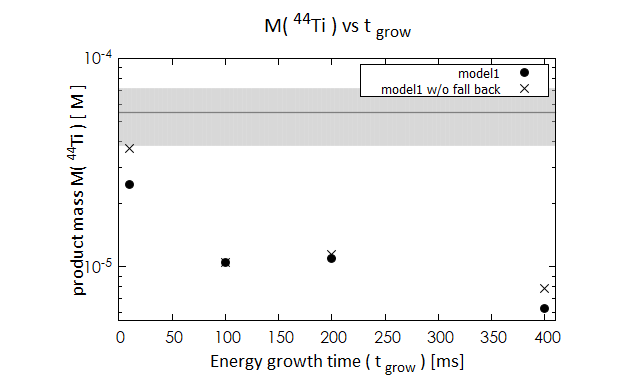 M( ⁴⁴Ti ) vs t grow
10⁻⁴
model1
model1 w/o fall back
product mass M( ⁴⁴Ti ) [ M ]
10⁻⁵
0 50 100 150 200 250 300 350 400
Energy growth time ( t grow ) [ms]